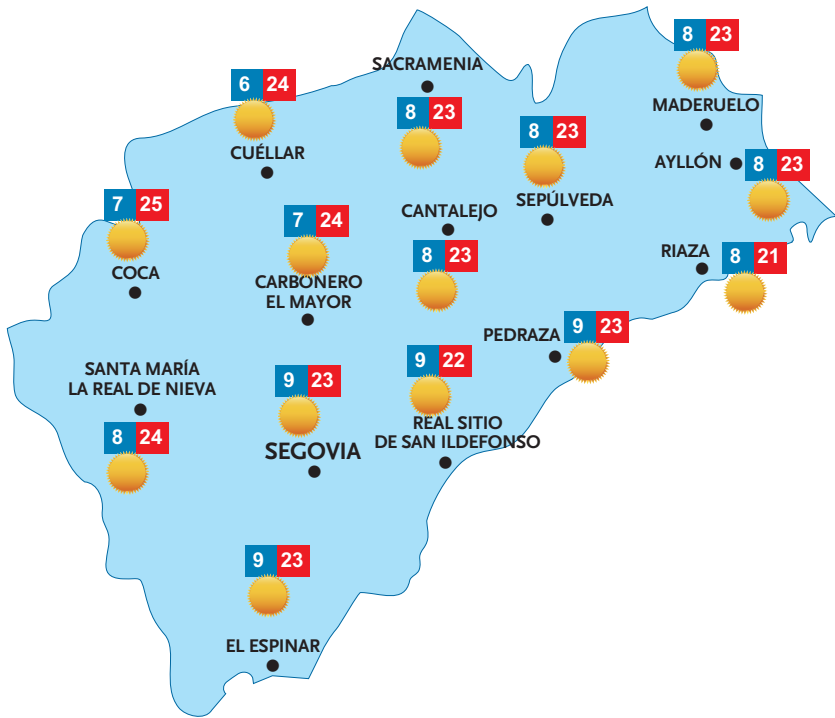 8 23
MADERUELO
SACRAMENIA
8 23
6 24
CUÉLLAR
8 23
SEPÚLVEDA
AYLLÓN
8 23
7 25
COCA
7 24
CARBONERO
EL MAYOR
CANTALEJO
8 23
RIAZA
8 21
PEDRAZA
9 23
SANTA MARÍA
LA REAL DE NIEVA
8 24
9 23
SEGOVIA
9 22
REAL SITIO
DE SAN ILDEFONSO
9 23
EL ESPINAR